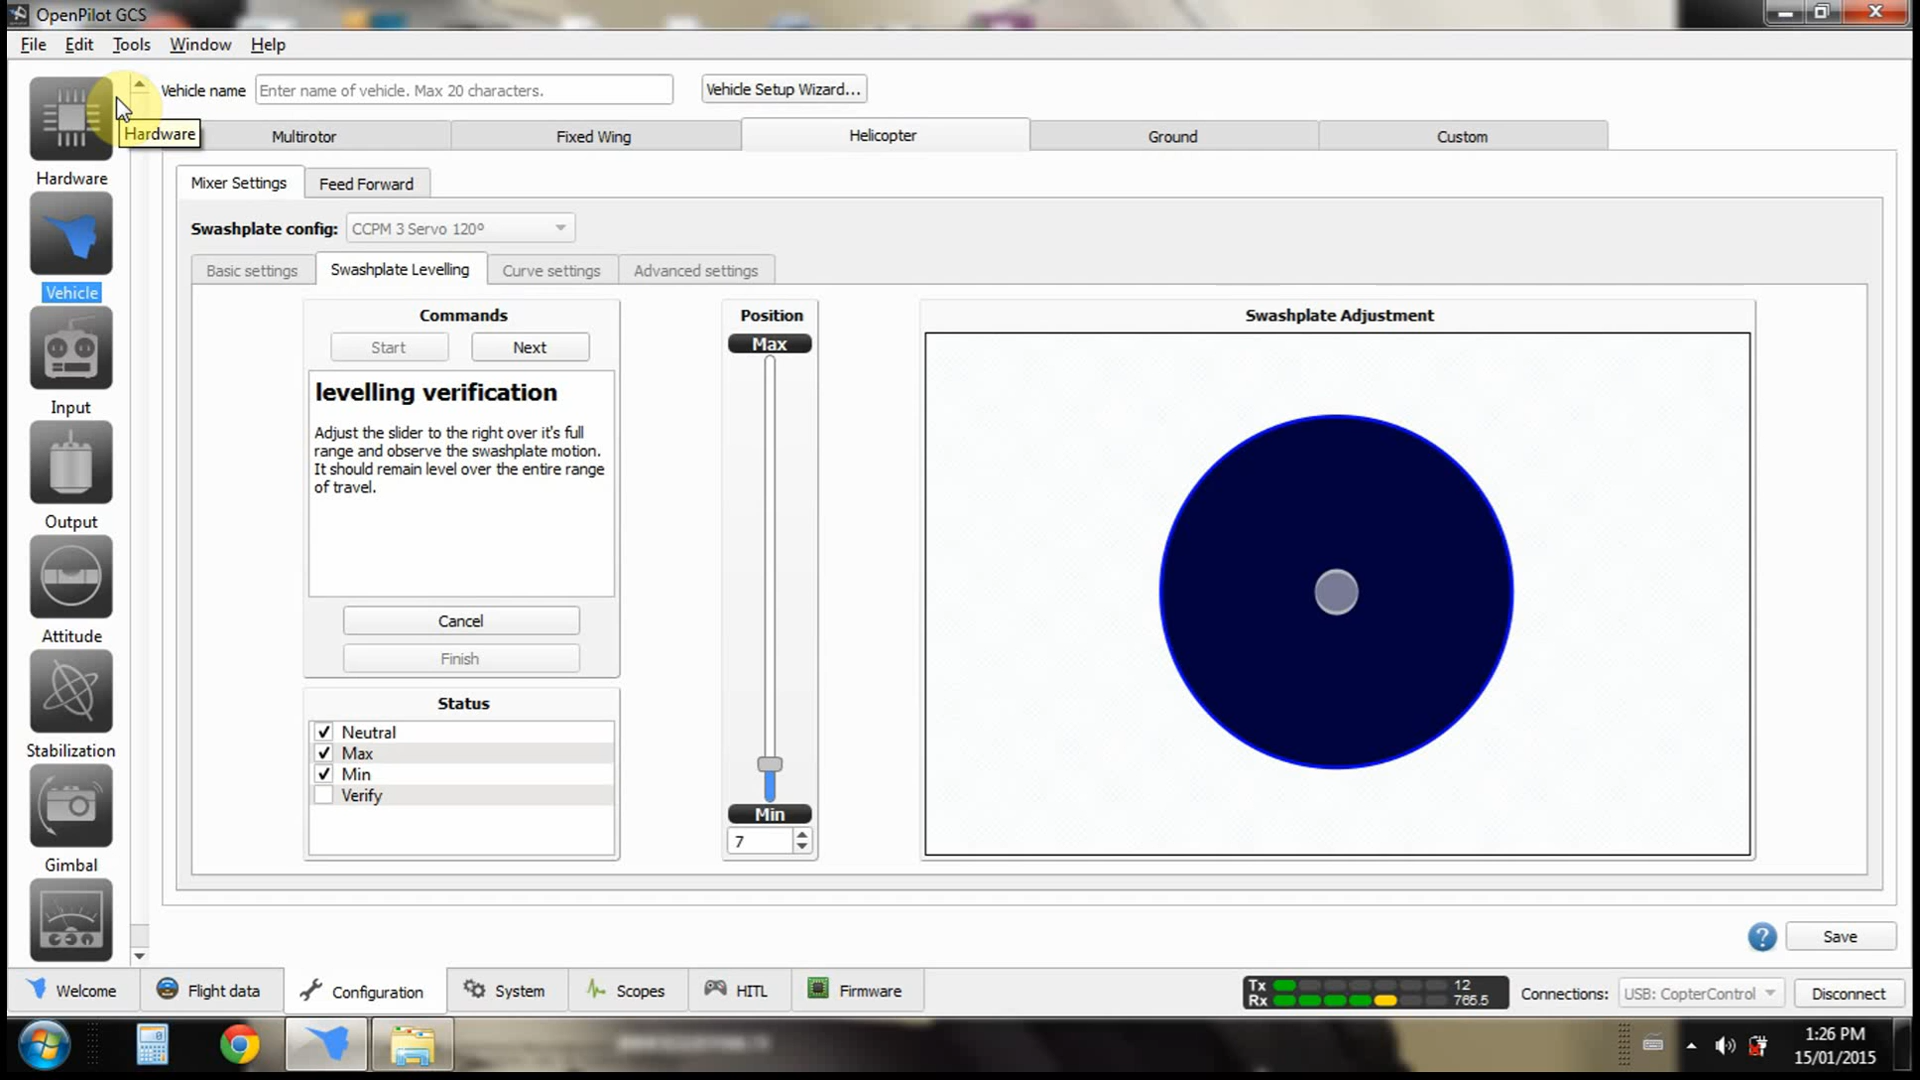 OpenPilot GCS
File Edit Tools Window Help
Vehicle name Enter name of vehicle. Max 20 characters. Vehicle Setup Wizard...
Hardware
Multirotor Fixed Wing Helicopter Ground Custom
Mixer Settings Feed Forward
Swashplate config: CCPM 3 Servo 120º
Basic settings Swashplate Levelling Curve settings Advanced settings
Hardware
Vehicle
Input
Output
Attitude
Stabilization
Gimbal
Commands
Start Next
levelling verification
Adjust the slider to the right over it's full
range and observe the swashplate motion.
It should remain level over the entire range
of travel.
Cancel
Finish
Status
Neutral
Max
Min
Verify
Position
Max
Min
7
Swashplate Adjustment
? Save
Welcome Flight data Configuration System Scopes HITL Firmware
Tx 12
Rx 765.5
Connections: USB: CopterControl Disconnect
1:26 PM
15/01/2015